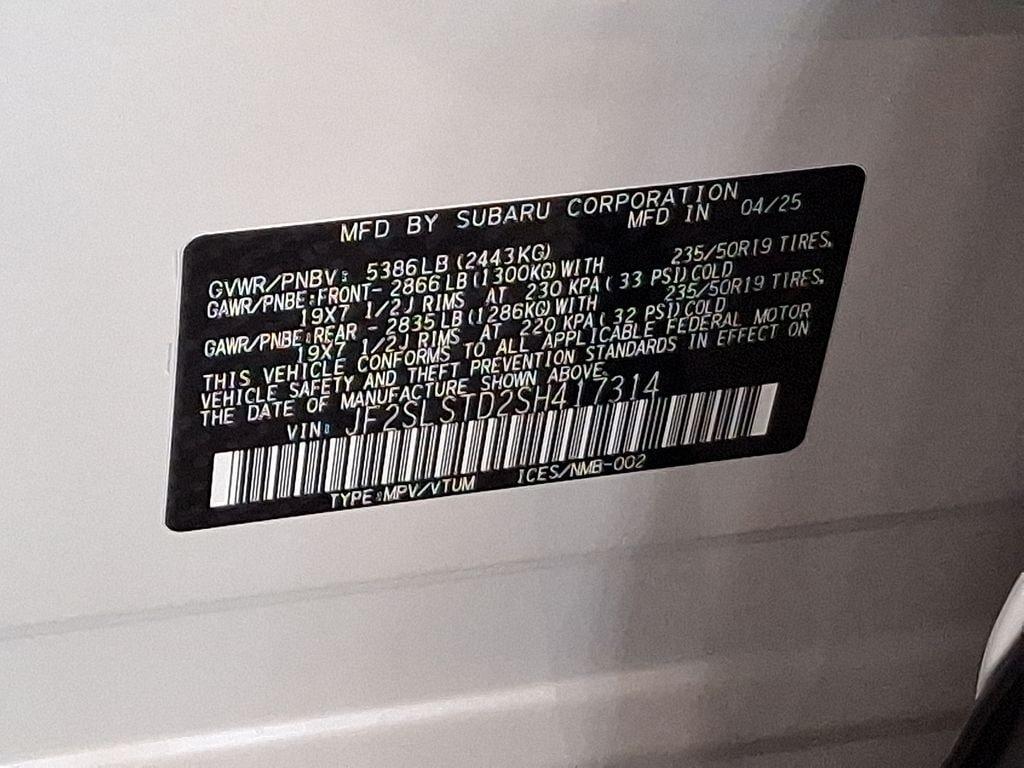 MFD BY SUBARU CORPORATION
MFD IN 04/25
GVWR/PNBV: 5386LB(2443KG)
GAWR/PNBE:FRONT- 2866LB(1300KG)WITH 235/50R19 TIRES,
19X7 1/2J RIMS AT 230 KPA( 33 PSI)COLD
GAWR/PNBE:REAR - 2835LB(1286KG)WITH 235/50R19 TIRES,
19X7 1/2J RIMS AT 220 KPA( 32 PSI)COLD
THIS VEHICLE CONFORMS TO ALL APPLICABLE FEDERAL MOTOR
VEHICLE SAFETY AND THEFT PREVENTION STANDARDS IN EFFECT ON
THE DATE OF MANUFACTURE SHOWN ABOVE.
VIN: JF2SLSTD2SH417314
TYPE:MPV/VTUM ICES/NMB-002